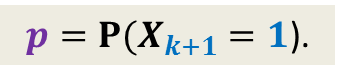 p = P(X_{k+1} = 1).